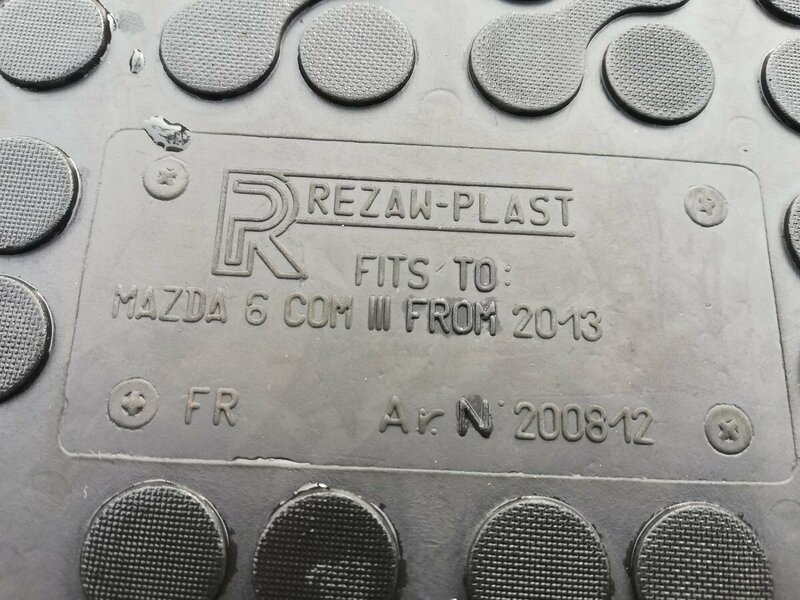 R REZAW-PLAST
FITS TO:
MAZDA 6 COM III FROM 2013
FR Ar. N° 200812